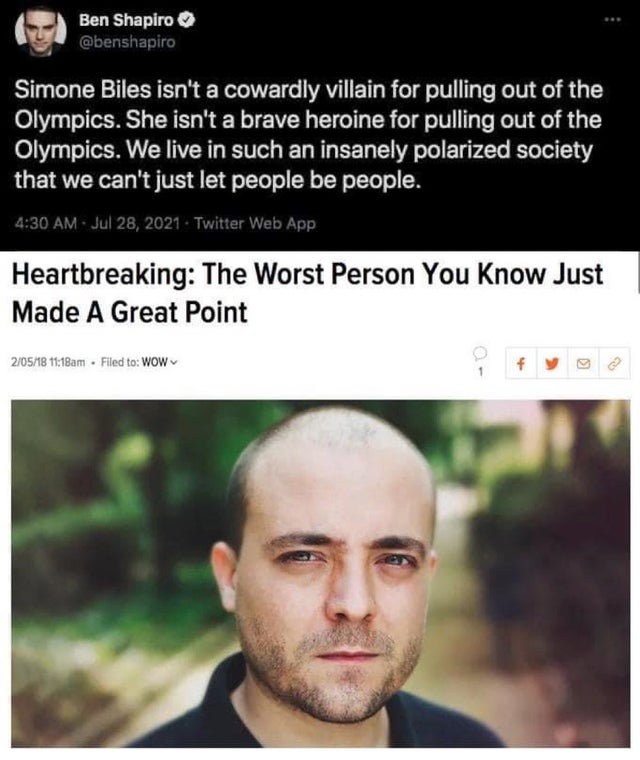 Ben Shapiro
@benshapiro
Simone Biles isn't a cowardly villain for pulling out of the
Olympics. She isn't a brave heroine for pulling out of the
Olympics. We live in such an insanely polarized society
that we can't just let people be people.
4:30 AM · Jul 28, 2021 · Twitter Web App
Heartbreaking: The Worst Person You Know Just
Made A Great Point
2/05/18 11:18am • Filed to: WOW
1